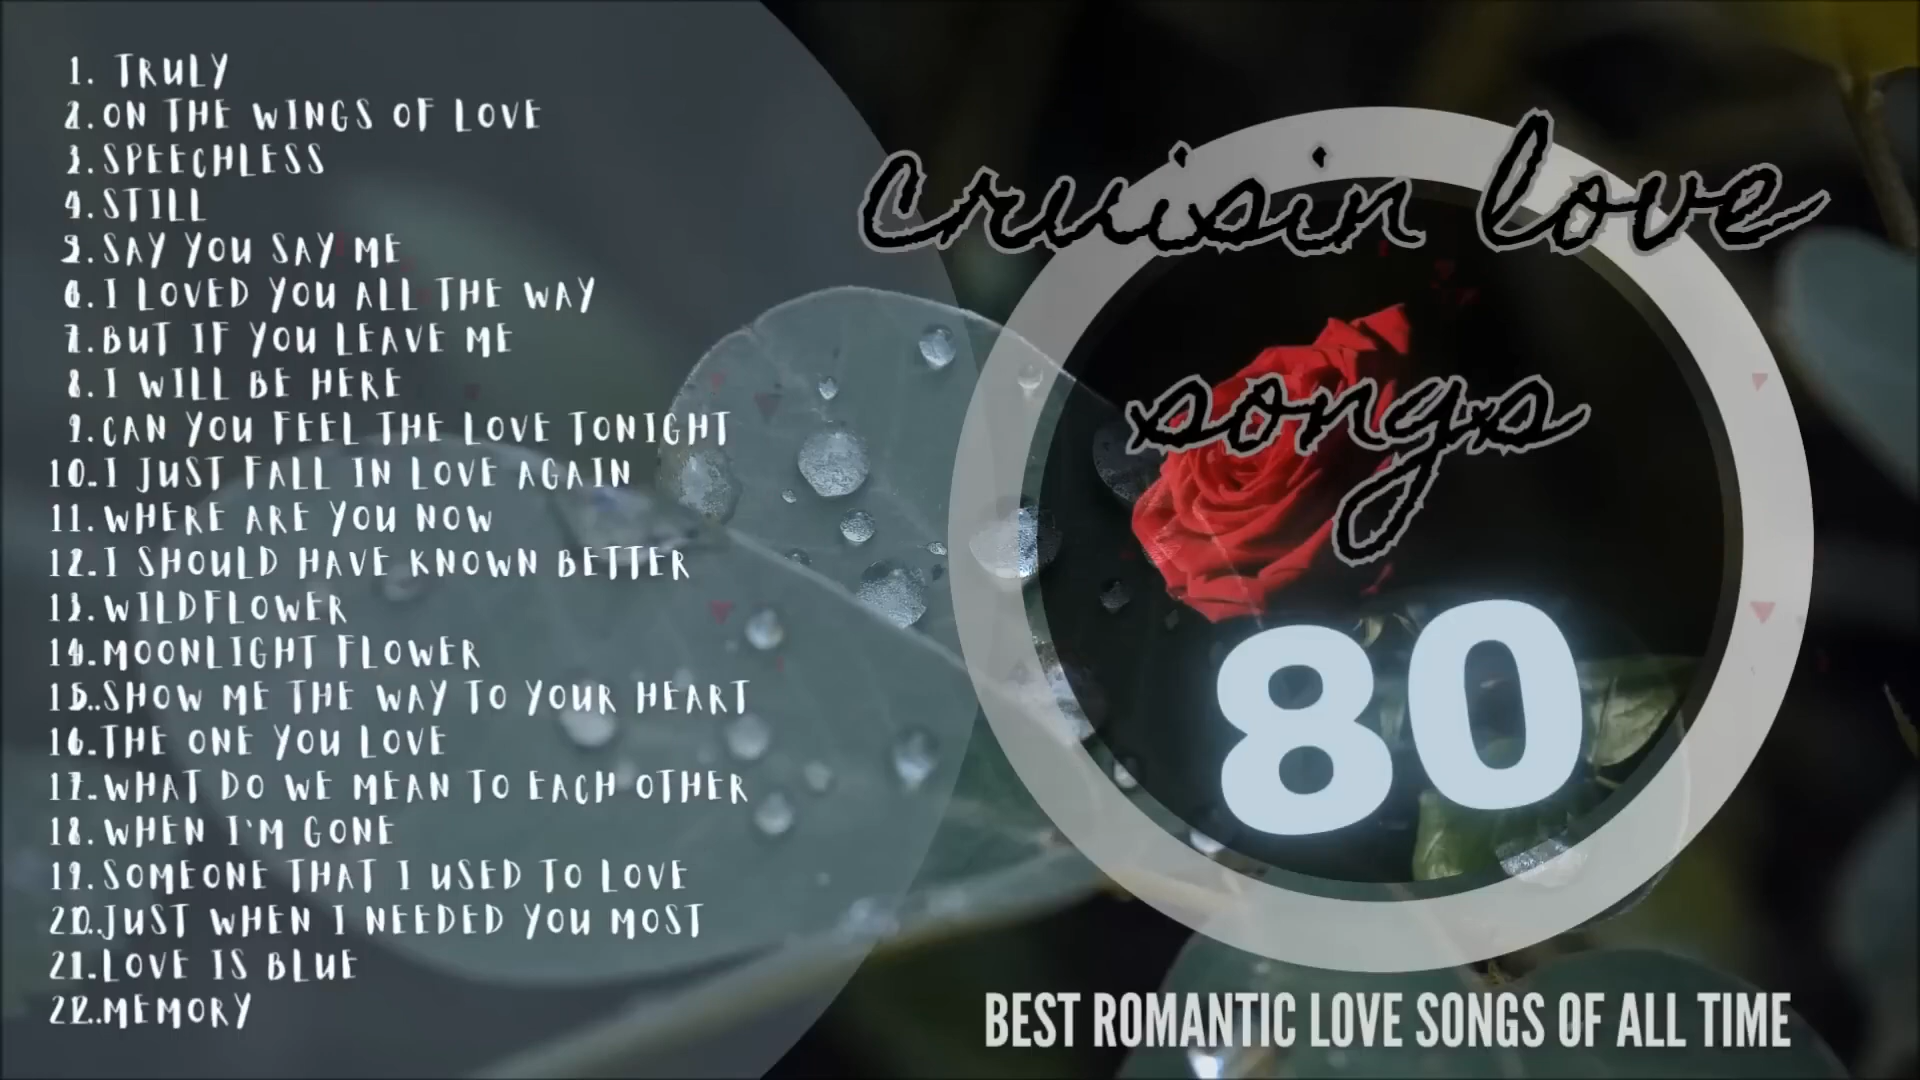 1. TRULY
2. ON THE WINGS OF LOVE
3. SPEECHLESS
4. STILL
5. SAY YOU SAY ME
6. I LOVED YOU ALL THE WAY
7. BUT IF YOU LEAVE ME
8. I WILL BE HERE
9. CAN YOU FEEL THE LOVE TONIGHT
10. I JUST FALL IN LOVE AGAIN
11. WHERE ARE YOU NOW
12. I SHOULD HAVE KNOWN BETTER
13. WILDFLOWER
14. MOONLIGHT FLOWER
15. SHOW ME THE WAY TO YOUR HEART
16. THE ONE YOU LOVE
17. WHAT DO WE MEAN TO EACH OTHER
18. WHEN I'M GONE
19. SOMEONE THAT I USED TO LOVE
20. JUST WHEN I NEEDED YOU MOST
21. LOVE IS BLUE
22. MEMORY
cruisin love
songs
80
BEST ROMANTIC LOVE SONGS OF ALL TIME